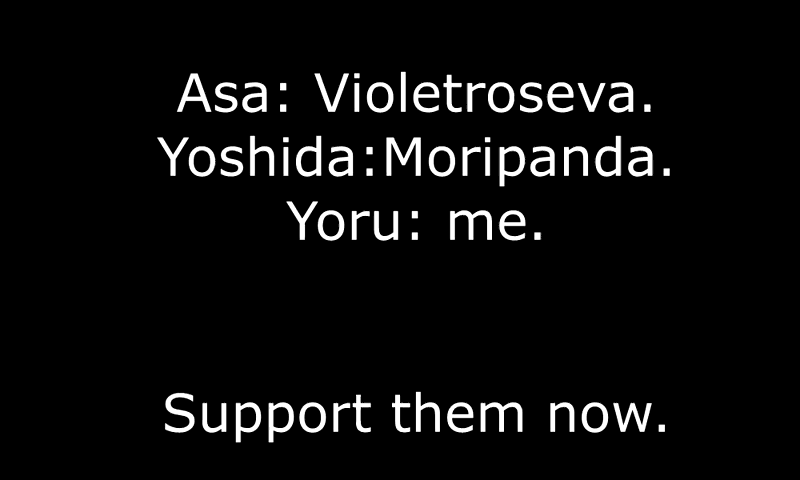 Asa: Violetroseva.
Yoshida:Moripanda.
Yoru: me.
Support them now.